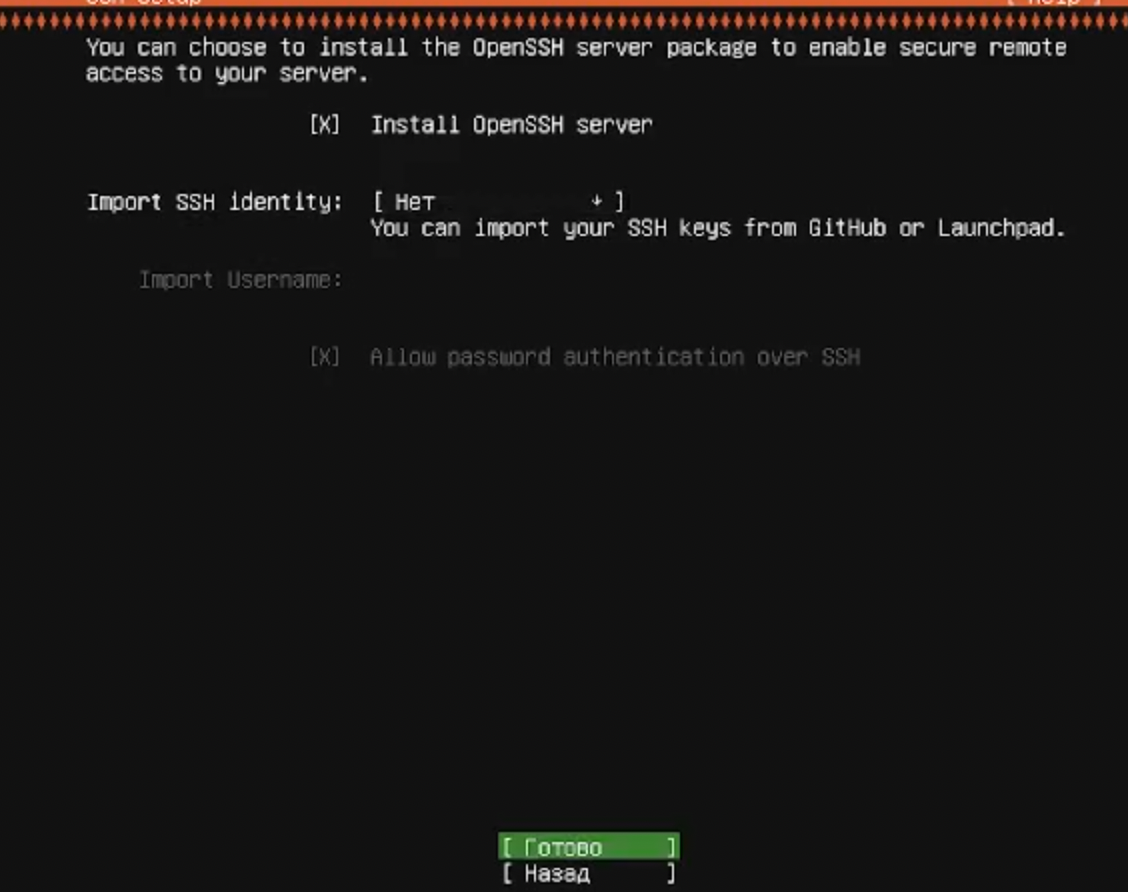 You can choose to install the OpenSSH server package to enable secure remote
access to your server.
[X] Install OpenSSH server
Import SSH identity: [ Нет ↓ ]
You can import your SSH keys from GitHub or Launchpad.
Import Username:
[X] Allow password authentication over SSH
[ Готово ]
[ Назад ]